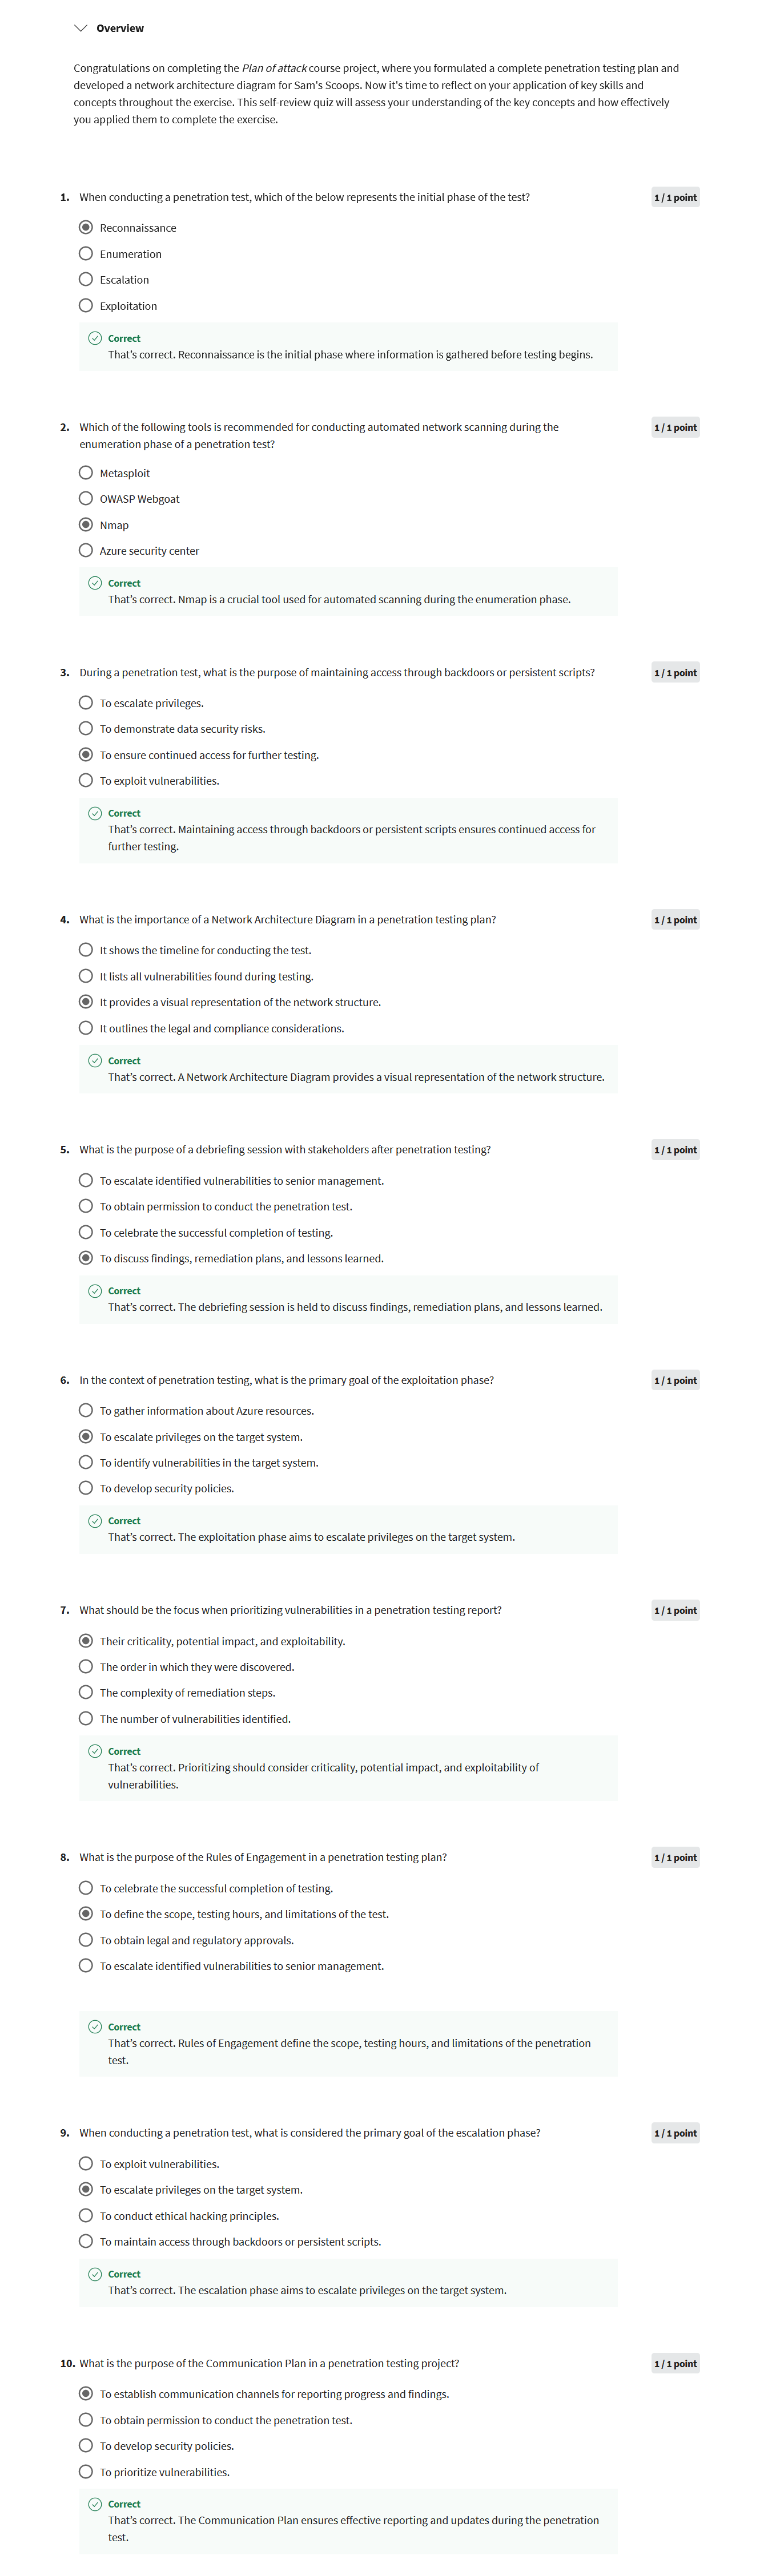 Overview
Congratulations on completing the Plan of attack course project, where you formulated a complete penetration testing plan and
developed a network architecture diagram for Sam's Scoops. Now it's time to reflect on your application of key skills and
concepts throughout the exercise. This self-review quiz will assess your understanding of the key concepts and how effectively
you applied them to complete the exercise.
1. When conducting a penetration test, which of the below represents the initial phase of the test? 1 / 1 point
Reconnaissance
Enumeration
Escalation
Exploitation
Correct
That's correct. Reconnaissance is the initial phase where information is gathered before testing begins.
2. Which of the following tools is recommended for conducting automated network scanning during the 1 / 1 point
enumeration phase of a penetration test?
Metasploit
OWASP Webgoat
Nmap
Azure security center
Correct
That's correct. Nmap is a crucial tool used for automated scanning during the enumeration phase.
3. During a penetration test, what is the purpose of maintaining access through backdoors or persistent scripts? 1 / 1 point
To escalate privileges.
To demonstrate data security risks.
To ensure continued access for further testing.
To exploit vulnerabilities.
Correct
That's correct. Maintaining access through backdoors or persistent scripts ensures continued access for
further testing.
4. What is the importance of a Network Architecture Diagram in a penetration testing plan? 1 / 1 point
It shows the timeline for conducting the test.
It lists all vulnerabilities found during testing.
It provides a visual representation of the network structure.
It outlines the legal and compliance considerations.
Correct
That's correct. A Network Architecture Diagram provides a visual representation of the network structure.
5. What is the purpose of a debriefing session with stakeholders after penetration testing? 1 / 1 point
To escalate identified vulnerabilities to senior management.
To obtain permission to conduct the penetration test.
To celebrate the successful completion of testing.
To discuss findings, remediation plans, and lessons learned.
Correct
That's correct. The debriefing session is held to discuss findings, remediation plans, and lessons learned.
6. In the context of penetration testing, what is the primary goal of the exploitation phase? 1 / 1 point
To gather information about Azure resources.
To escalate privileges on the target system.
To identify vulnerabilities in the target system.
To develop security policies.
Correct
That's correct. The exploitation phase aims to escalate privileges on the target system.
7. What should be the focus when prioritizing vulnerabilities in a penetration testing report? 1 / 1 point
Their criticality, potential impact, and exploitability.
The order in which they were discovered.
The complexity of remediation steps.
The number of vulnerabilities identified.
Correct
That's correct. Prioritizing should consider criticality, potential impact, and exploitability of
vulnerabilities.
8. What is the purpose of the Rules of Engagement in a penetration testing plan? 1 / 1 point
To celebrate the successful completion of testing.
To define the scope, testing hours, and limitations of the test.
To obtain legal and regulatory approvals.
To escalate identified vulnerabilities to senior management.
Correct
That's correct. Rules of Engagement define the scope, testing hours, and limitations of the penetration
test.
9. When conducting a penetration test, what is considered the primary goal of the escalation phase? 1 / 1 point
To exploit vulnerabilities.
To escalate privileges on the target system.
To conduct ethical hacking principles.
To maintain access through backdoors or persistent scripts.
Correct
That's correct. The escalation phase aims to escalate privileges on the target system.
10. What is the purpose of the Communication Plan in a penetration testing project? 1 / 1 point
To establish communication channels for reporting progress and findings.
To obtain permission to conduct the penetration test.
To develop security policies.
To prioritize vulnerabilities.
Correct
That's correct. The Communication Plan ensures effective reporting and updates during the penetration
test.